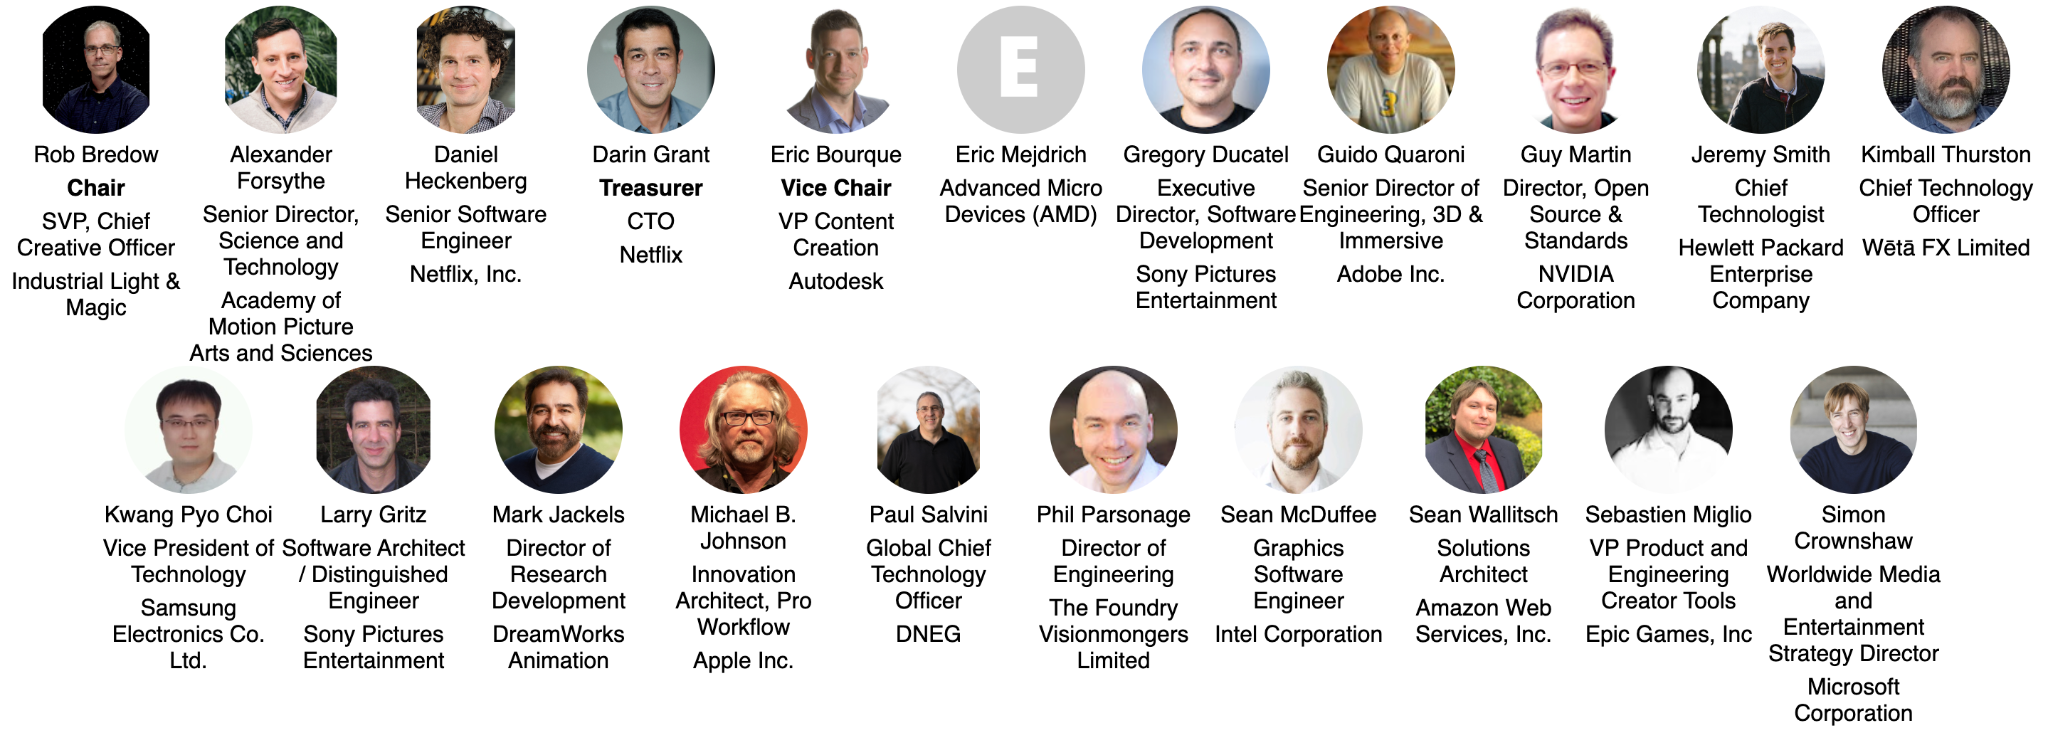 E
Rob Bredow
Chair
SVP, Chief
Creative Officer
Industrial Light &
Magic
Alexander
Forsythe
Senior Director,
Science and
Technology
Academy of
Motion Picture
Arts and Sciences
Daniel
Heckenberg
Senior Software
Engineer
Netflix, Inc.
Darin Grant
Treasurer
CTO
Netflix
Eric Bourque
Vice Chair
VP Content
Creation
Autodesk
Eric Mejdrich
Advanced Micro
Devices (AMD)
Gregory Ducatel
Executive
Director, Software
Development
Sony Pictures
Entertainment
Guido Quaroni
Senior Director of
Engineering, 3D &
Immersive
Adobe Inc.
Guy Martin
Director, Open
Source &
Standards
NVIDIA
Corporation
Jeremy Smith
Chief
Technologist
Hewlett Packard
Enterprise
Company
Kimball Thurston
Chief Technology
Officer
Wētā FX Limited
Kwang Pyo Choi
Vice President of
Technology
Samsung
Electronics Co.
Ltd.
Larry Gritz
Software Architect
/ Distinguished
Engineer
Sony Pictures
Entertainment
Mark Jackels
Director of
Research
Development
DreamWorks
Animation
Michael B.
Johnson
Innovation
Architect, Pro
Workflow
Apple Inc.
Paul Salvini
Global Chief
Technology
Officer
DNEG
Phil Parsonage
Director of
Engineering
The Foundry
Visionmongers
Limited
Sean McDuffee
Graphics
Software
Engineer
Intel Corporation
Sean Wallitsch
Solutions
Architect
Amazon Web
Services, Inc.
Sebastien Miglio
VP Product and
Engineering
Creator Tools
Epic Games, Inc
Simon
Crownshaw
Worldwide Media
and
Entertainment
Strategy Director
Microsoft
Corporation